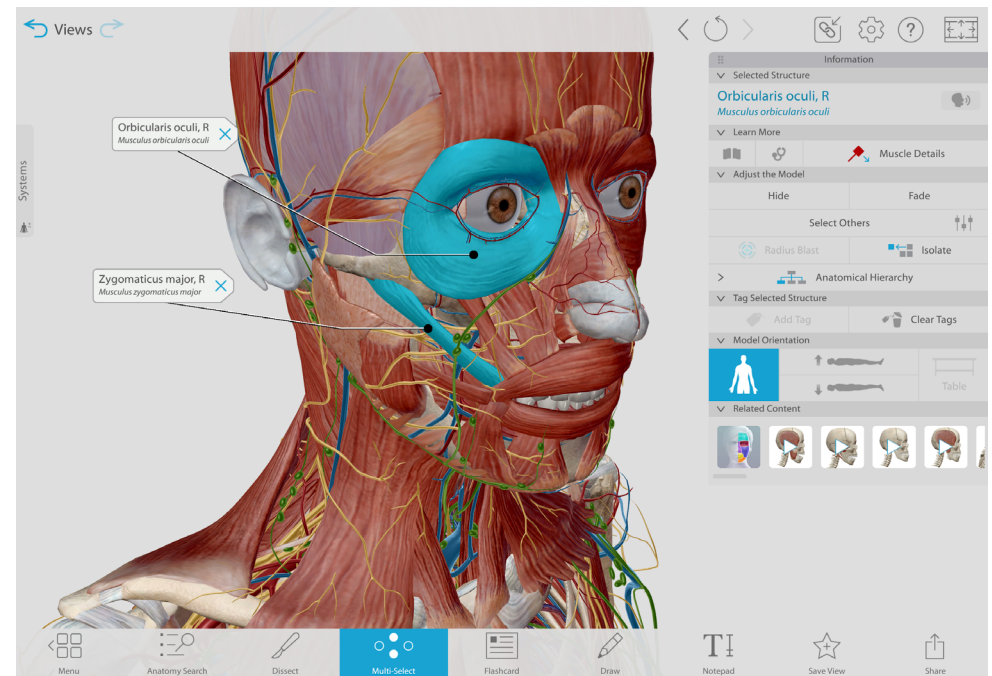 Views
Information
Selected Structure
Orbicularis oculi, R
Musculus orbicularis oculi
Learn More
Muscle Details
Adjust the Model
Hide
Fade
Select Others
Radius Blast
Isolate
Anatomical Hierarchy
Tag Selected Structure
Add Tag
Clear Tags
Model Orientation
Table
Related Content
Systems
Orbicularis oculi, R
Musculus orbicularis oculi
Zygomaticus major, R
Musculus zygomaticus major
Menu
Anatomy Search
Dissect
Multi-Select
Flashcard
Draw
Notepad
Save View
Share